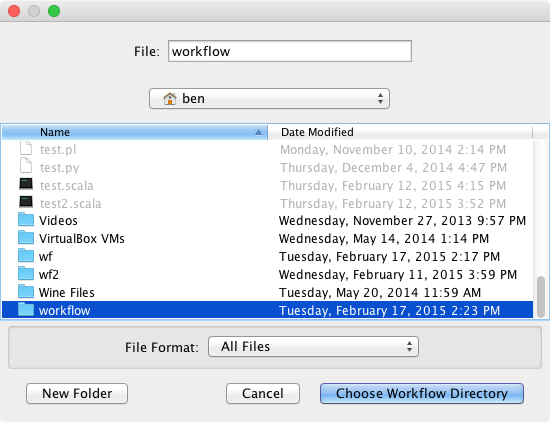 File: workflow
ben
Name Date Modified
test.pl Monday, November 10, 2014 2:14 PM
test.py Thursday, December 4, 2014 4:47 PM
test.scala Thursday, February 12, 2015 4:15 PM
test2.scala Thursday, February 12, 2015 3:52 PM
Videos Wednesday, November 27, 2013 9:57 PM
VirtualBox VMs Wednesday, May 14, 2014 1:14 PM
wf Tuesday, February 17, 2015 2:17 PM
wf2 Wednesday, February 11, 2015 3:59 PM
Wine Files Tuesday, May 20, 2014 11:59 AM
workflow Tuesday, February 17, 2015 2:23 PM
File Format: All Files
New Folder Cancel Choose Workflow Directory